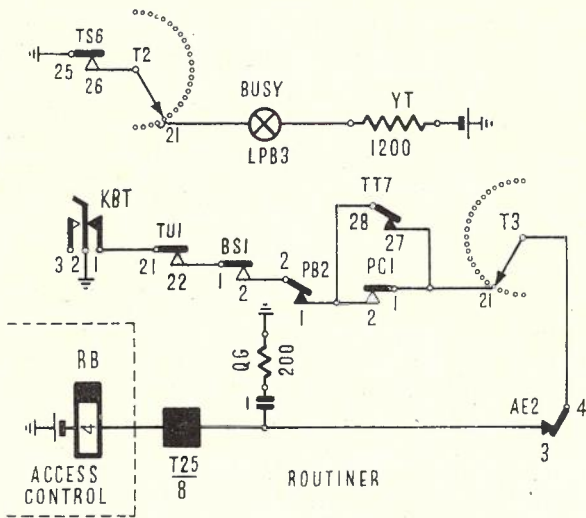 TS6
T2
25
26
BUSY
YT
21
LPB3
1200
TT7
KBT
28
27
T3
TU1
BS1
2
PB2
PC1
3 2 1
21
22
1
2
1
2
1
21
QG
200
RB
1
4
4
AE2
3
ACCESS
CONTROL
T25
8
ROUTINER